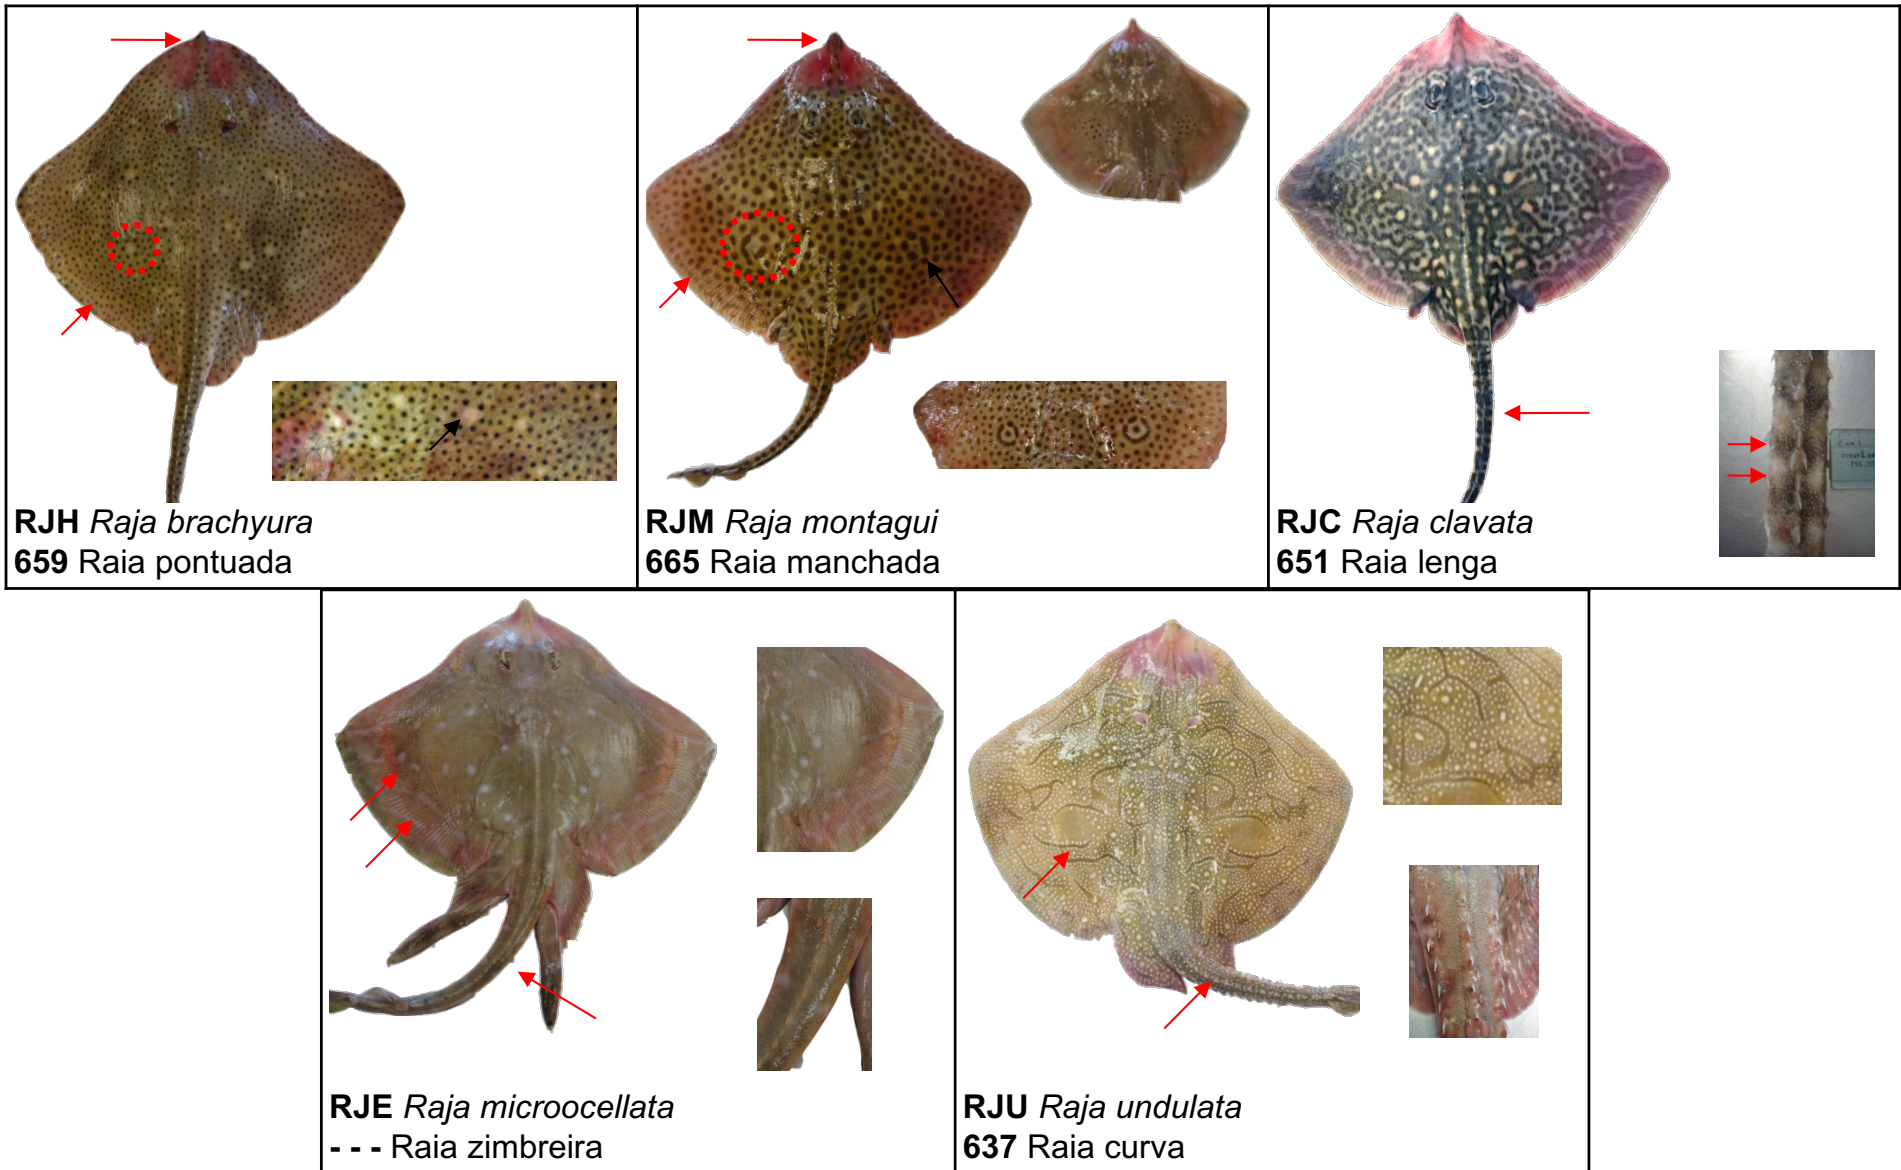 RJH Raja brachyura
659 Raia pontuada
RJM Raja montagui
665 Raia manchada
RJC Raja clavata
651 Raia lenga
RJE Raja microocellata
- - - Raia zimbreira
RJU Raja undulata
637 Raia curva